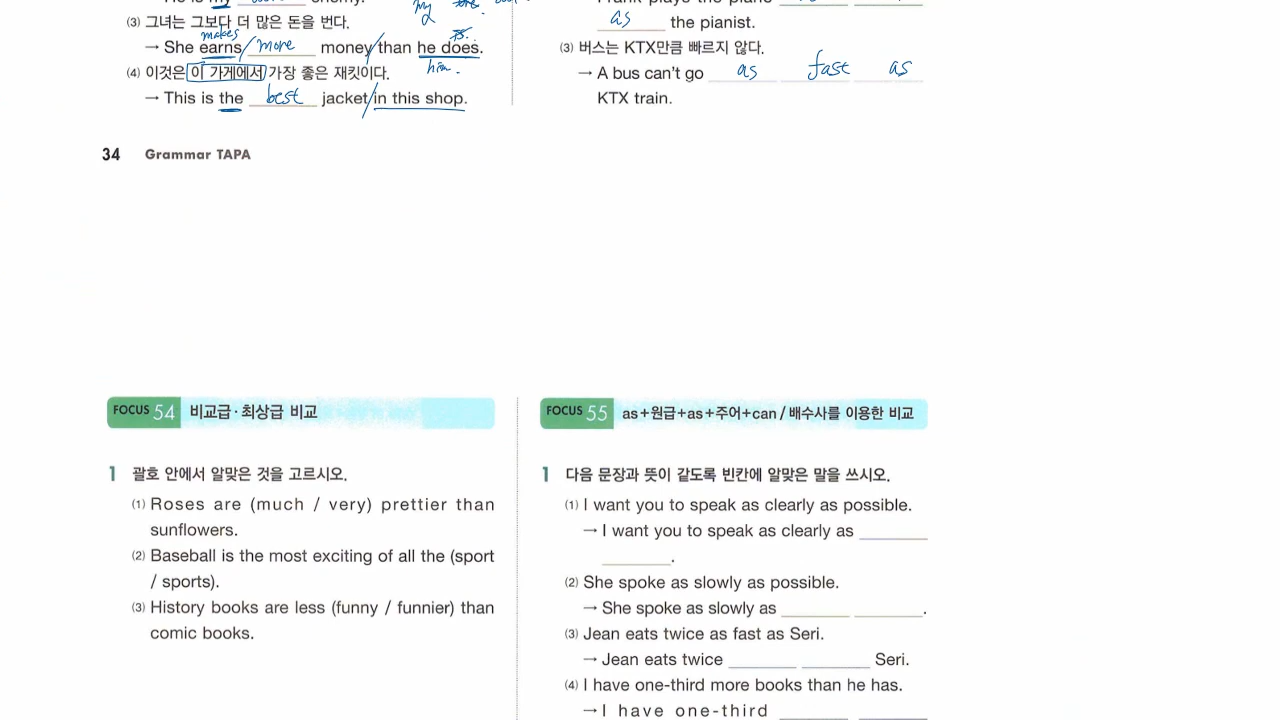 (3) 그녀는 그보다 더 많은 돈을 번다.
makes
→ She earns / more money / than he does.
is.
him.
(4) 이것은 이 가게에서 가장 좋은 재킷이다.
→ This is the best jacket / in this shop.
my
as the pianist.
(3) 버스는 KTX만큼 빠르지 않다.
→ A bus can't go as fast as
KTX train.
34 Grammar TAPA
FOCUS 54 비교급·최상급 비교
1 괄호 안에서 알맞은 것을 고르시오.
(1) Roses are (much / very) prettier than
sunflowers.
(2) Baseball is the most exciting of all the (sport
/ sports).
(3) History books are less (funny / funnier) than
comic books.
FOCUS 55 as+원급+as+주어+can / 배수사를 이용한 비교
1 다음 문장과 뜻이 같도록 빈칸에 알맞은 말을 쓰시오.
(1) I want you to speak as clearly as possible.
→ I want you to speak as clearly as ______
______.
(2) She spoke as slowly as possible.
→ She spoke as slowly as ______ ______.
(3) Jean eats twice as fast as Seri.
→ Jean eats twice ______ ______ Seri.
(4) I have one-third more books than he has.
→ I have one-third ______ ______